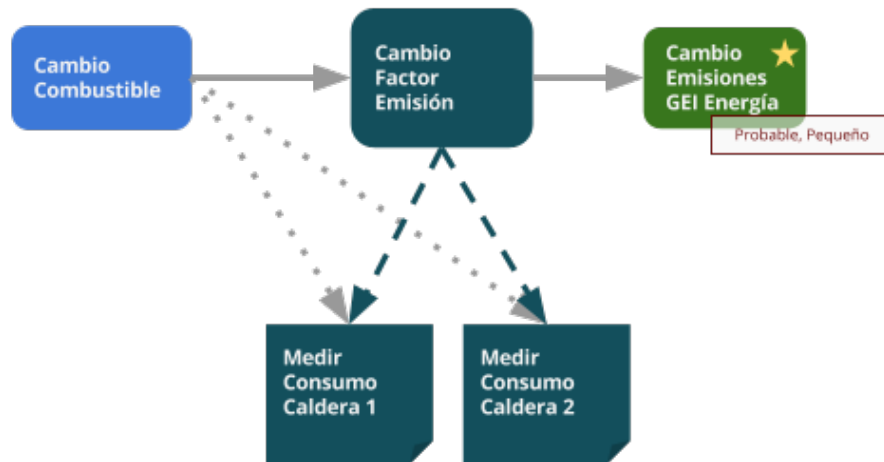 Cambio
Combustible
Cambio
Factor
Emisión
Cambio
Emisiones
GEI Energía
Probable, Pequeño
Medir
Consumo
Caldera 1
Medir
Consumo
Caldera 2